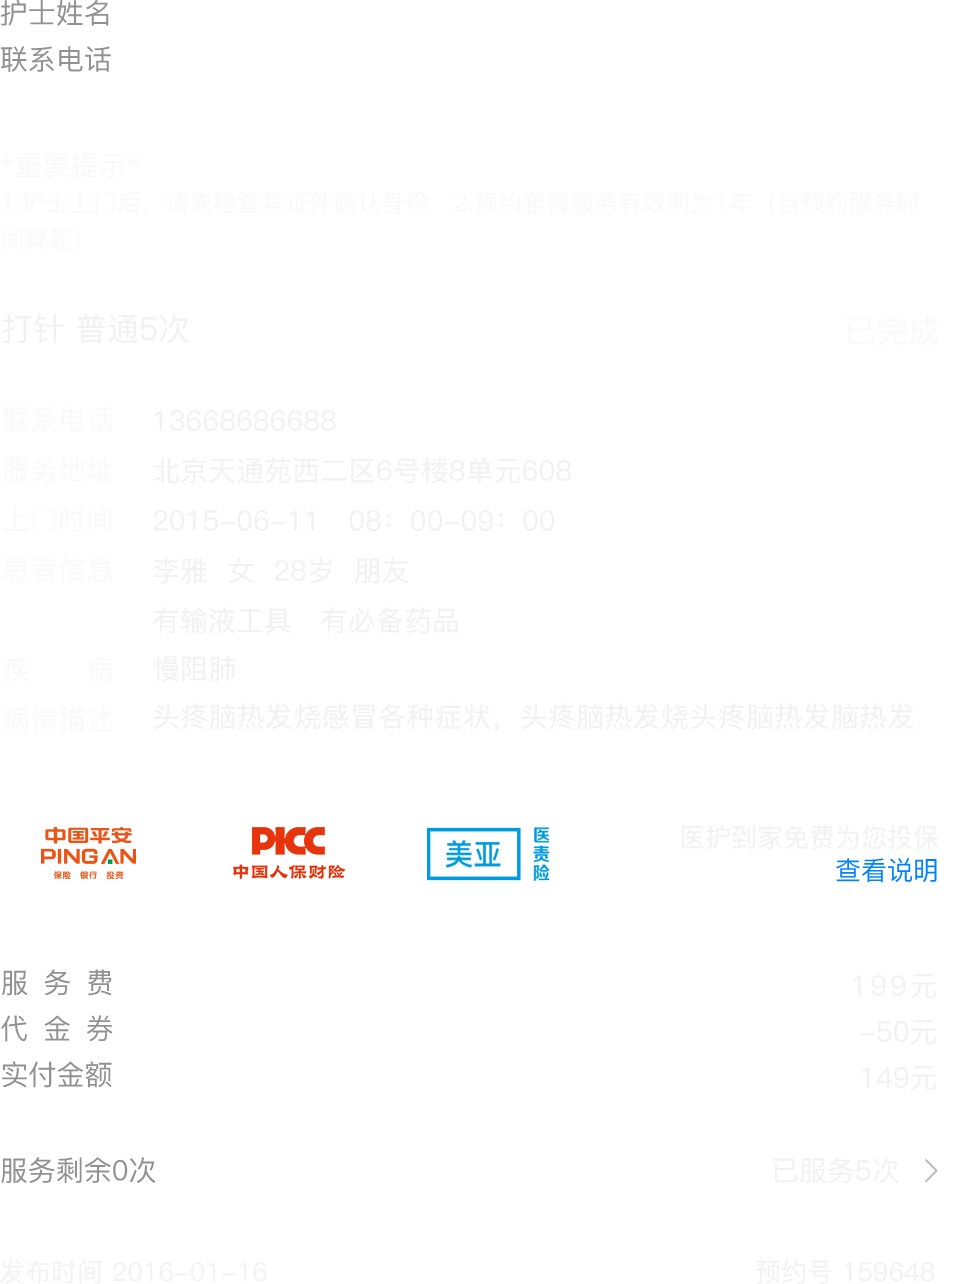 护士姓名
联系电话
*重要提示*
1.护士上门后，请先检查其证件确认身份 2.预约套餐服务有效期为1年（自预约服务时
间算起）
打针 普通5次 已完成
联系电话 13668686688
服务地址 北京天通苑西二区6号楼8单元608
上门时间 2015-06-11 08：00-09：00
患者信息 李雅 女 28岁 朋友
有输液工具 有必备药品
疾 病 慢阻肺
病情描述 头疼脑热发烧感冒各种症状，头疼脑热发烧头疼脑热发脑热发
中国平安
PINGAN
保险 银行 投资
PICC
中国人保财险
美亚
医责险
医护到家免费为您投保
查看说明
服 务 费 199元
代 金 券 -50元
实付金额 149元
服务剩余0次 已服务5次
发布时间 2016-01-16 预约号 159648